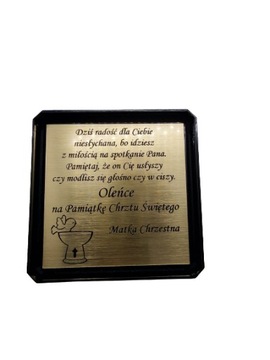 Dziś radość dla Ciebie
niesłychana, bo idziesz
z miłością na spotkanie Pana.
Pamiętaj, że on Cię usłyszy
czy modlisz się głośno czy w ciszy.
Oleńce
na Pamiątkę Chrztu Świętego
Matka Chrzestna